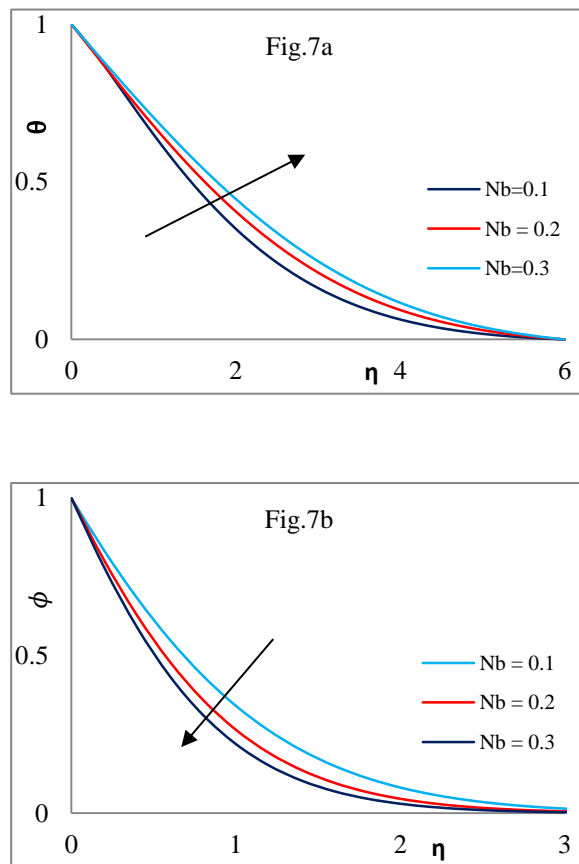 1
Fig.7a
θ
0.5
Nb=0.1
Nb = 0.2
Nb=0.3
0
0 2 η 4 6
1
Fig.7b
ϕ
0.5
Nb = 0.1
Nb = 0.2
Nb = 0.3
0
0 1 2 η 3